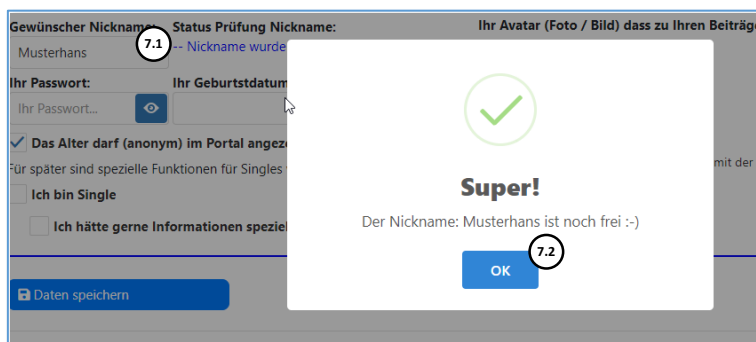 Gewünscher Nickname: Status Prüfung Nickname: Ihr Avatar (Foto / Bild) dass zu Ihren Beiträge
Musterhans 7.1 -- Nickname wurde
Ihr Passwort: Ihr Geburtstdatum
Ihr Passwort...
Das Alter darf (anonym) im Portal angeze
Für später sind spezielle Funktionen für Singles mit der
Ich bin Single
Ich hätte gerne Informationen speziel
Daten speichern
Super!
Der Nickname: Musterhans ist noch frei :-)
7.2
OK